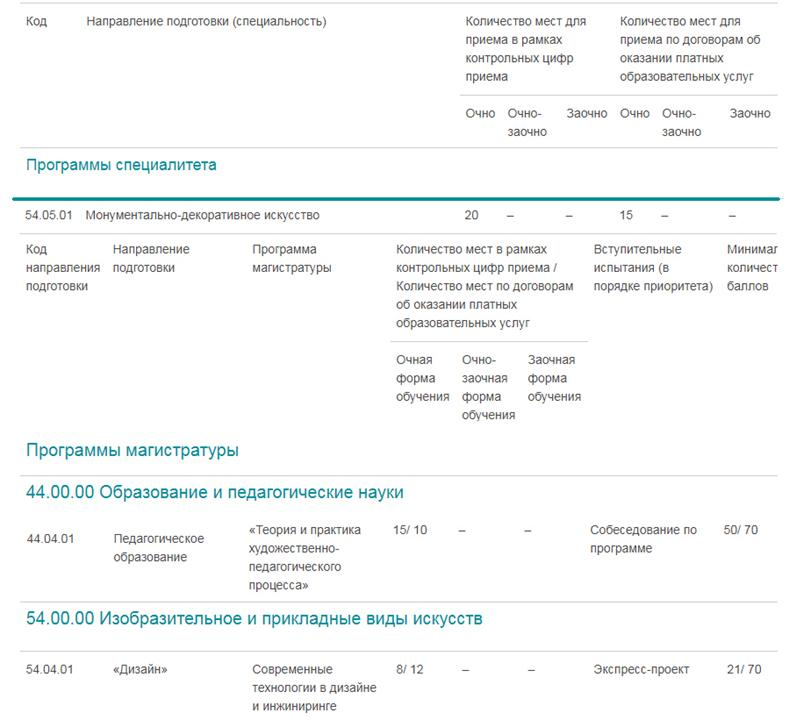 Код Направление подготовки (специальность) Количество мест для Количество мест для
приема в рамках приема по договорам об
контрольных цифр оказании платных
приема образовательных услуг
Очно Очно- Заочно Очно Очно- Заочно
заочно заочно
Программы специалитета
54.05.01 Монументально-декоративное искусство 20 – – 15 – –
Код Направление Программа Количество мест в рамках Вступительные Минимал
направления подготовки магистратуры контрольных цифр приема / испытания (в количест
подготовки Количество мест по договорам порядке приоритета) баллов
об оказании платных
образовательных услуг
Очная Очно- Заочная
форма заочная форма
обучения форма обучения
обучения
Программы магистратуры
44.00.00 Образование и педагогические науки
44.04.01 Педагогическое «Теория и практика 15/ 10 – – Собеседование по 50/ 70
образование художественно- программе
педагогического
процесса»
54.00.00 Изобразительное и прикладные виды искусств
54.04.01 «Дизайн» Современные 8/ 12 – – Экспресс-проект 21/ 70
технологии в дизайне
и инжиниринге